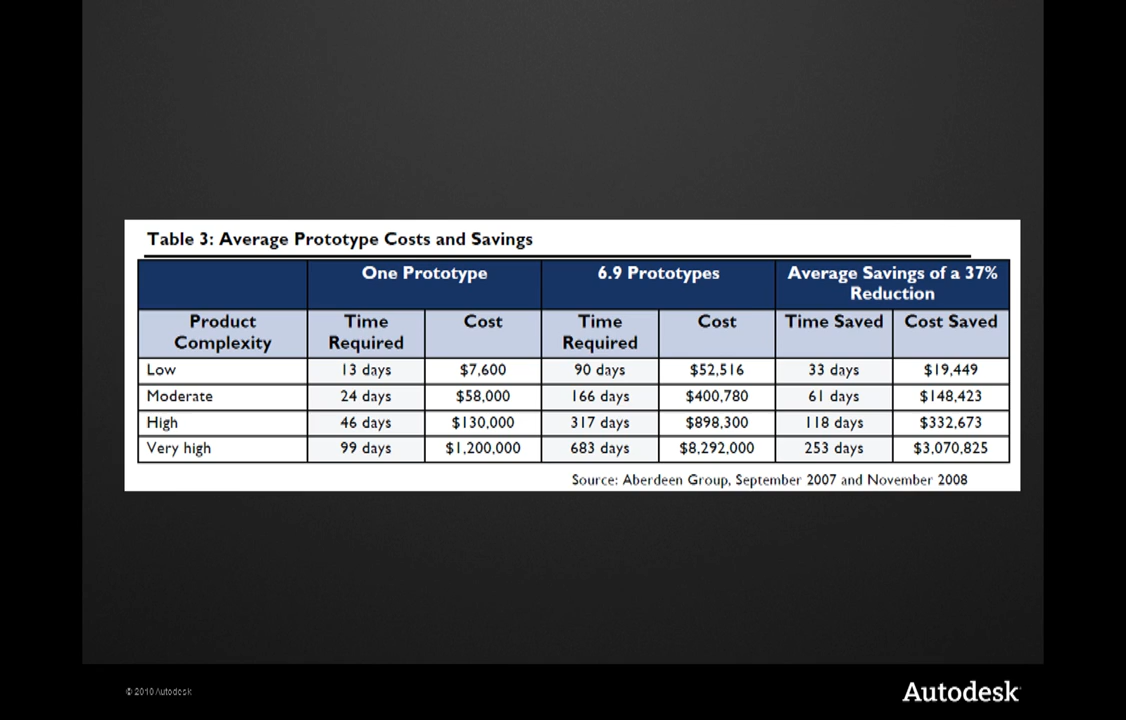 Table 3: Average Prototype Costs and Savings
One Prototype 6.9 Prototypes Average Savings of a 37% Reduction
Product Complexity Time Required Cost Time Required Cost Time Saved Cost Saved
Low 13 days $7,600 90 days $52,516 33 days $19,449
Moderate 24 days $58,000 166 days $400,780 61 days $148,423
High 46 days $130,000 317 days $898,300 118 days $332,673
Very high 99 days $1,200,000 683 days $8,292,000 253 days $3,070,825
Source: Aberdeen Group, September 2007 and November 2008
© 2010 Autodesk
Autodesk